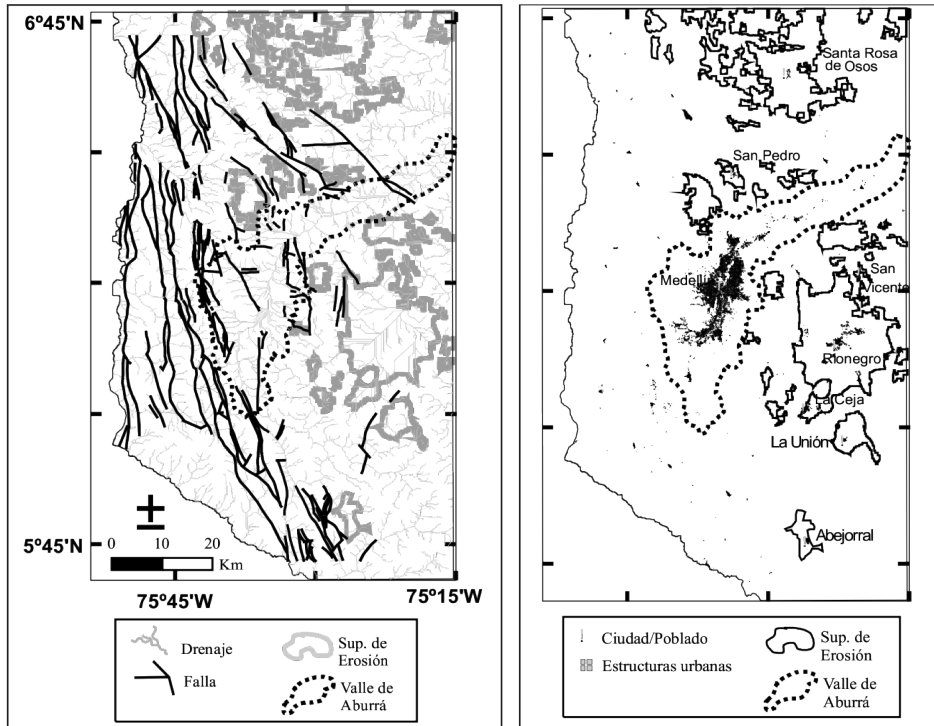 6°45'N
5°45'N
0 10 20
Km
75°45'W
75°15'W
Drenaje
Falla
Sup. de
Erosión
Valle de
Aburrá
Santa Rosa
de Osos
San Pedro
Medellí
San
Vicente
Rionegro
La Ceja
La Unión
Abejorral
Ciudad/Poblado
Estructuras urbanas
Sup. de
Erosión
Valle de
Aburrá